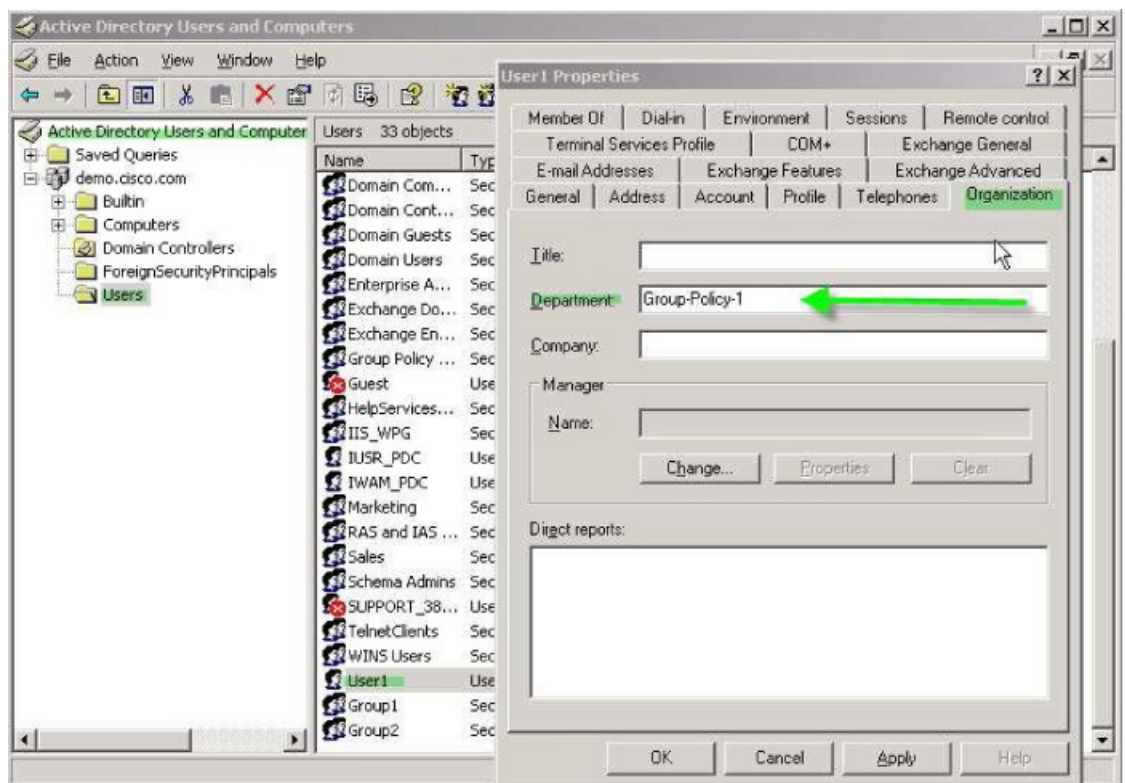 Active Directory Users and Computers
File Action View Window Help
Active Directory Users and Computer
Saved Queries
demo.cisco.com
Builtin
Computers
Domain Controllers
ForeignSecurityPrincipals
Users
Users 33 objects
Name Typ
Domain Com... Sec
Domain Cont... Sec
Domain Guests Sec
Domain Users Sec
Enterprise A... Sec
Exchange Do... Sec
Exchange En... Sec
Group Policy ... Sec
Guest Use
HelpServices... Sec
IIS_WPG Sec
IUSR_PDC Use
IWAM_PDC Use
Marketing Sec
RAS and IAS ... Sec
Sales Sec
Schema Admins Sec
SUPPORT_38... Use
TelnetClients Sec
WINS Users Sec
User1 Use
Group1 Sec
Group2 Sec
User1 Properties
Member Of Dial-in Environment Sessions Remote control
Terminal Services Profile COM+ Exchange General
E-mail Addresses Exchange Features Exchange Advanced
General Address Account Profile Telephones Organization
Title:
Department: Group-Policy-1
Company:
Manager
Name:
Change... Properties Clear
Direct reports:
OK Cancel Apply Help